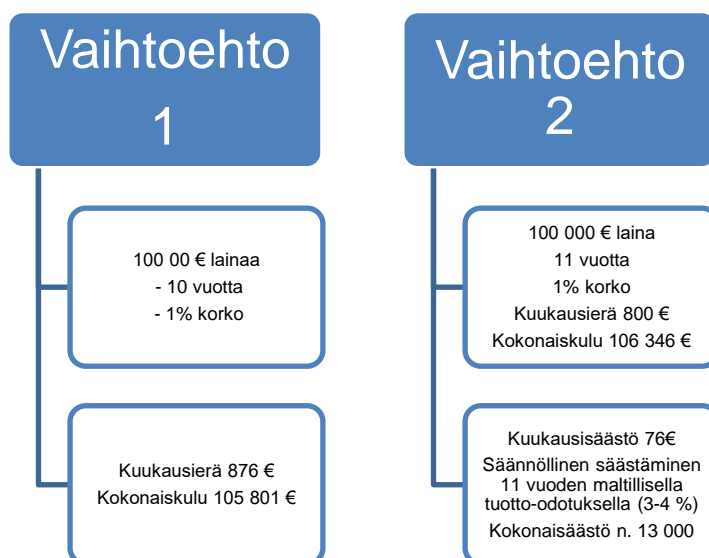 Vaihtoehto
1
100 00 € lainaa
- 10 vuotta
- 1% korko
Kuukausierä 876 €
Kokonaiskulu 105 801 €
Vaihtoehto
2
100 000 € laina
11 vuotta
1% korko
Kuukausierä 800 €
Kokonaiskulu 106 346 €
Kuukausisäästö 76€
Säännöllinen säästäminen
11 vuoden maltillisella
tuotto-odotuksella (3-4 %)
Kokonaisäästö n. 13 000